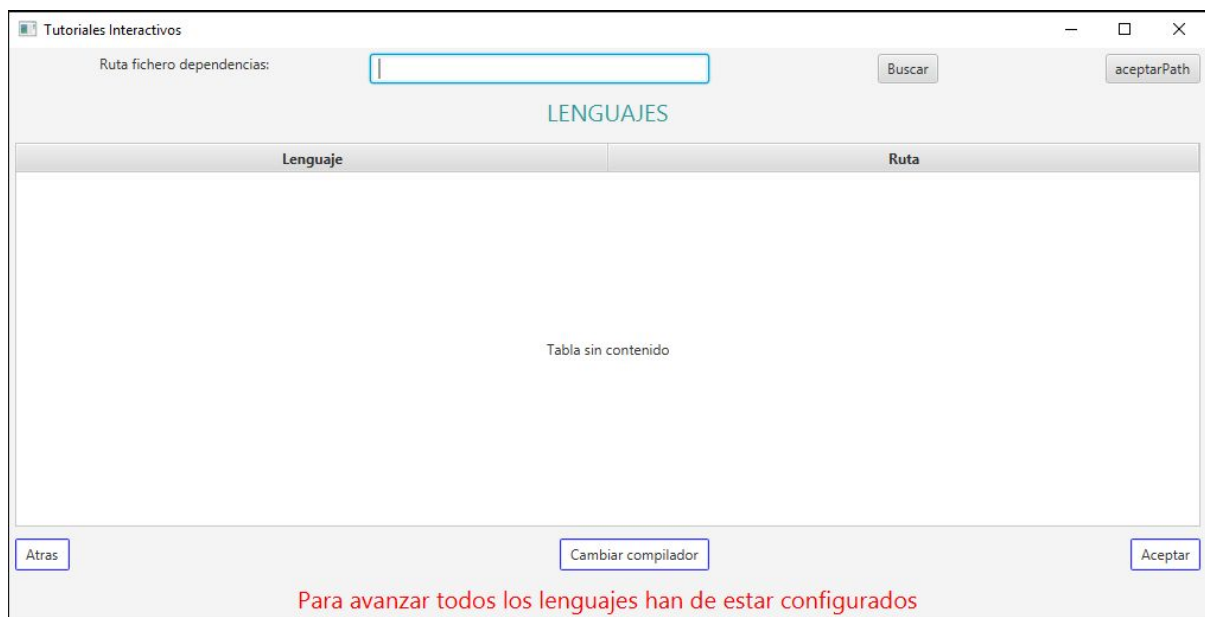 Tutoriales Interactivos
Ruta fichero dependencias: Buscar aceptarPath
LENGUAJES
Lenguaje Ruta
Tabla sin contenido
Atras Cambiar compilador Aceptar
Para avanzar todos los lenguajes han de estar configurados